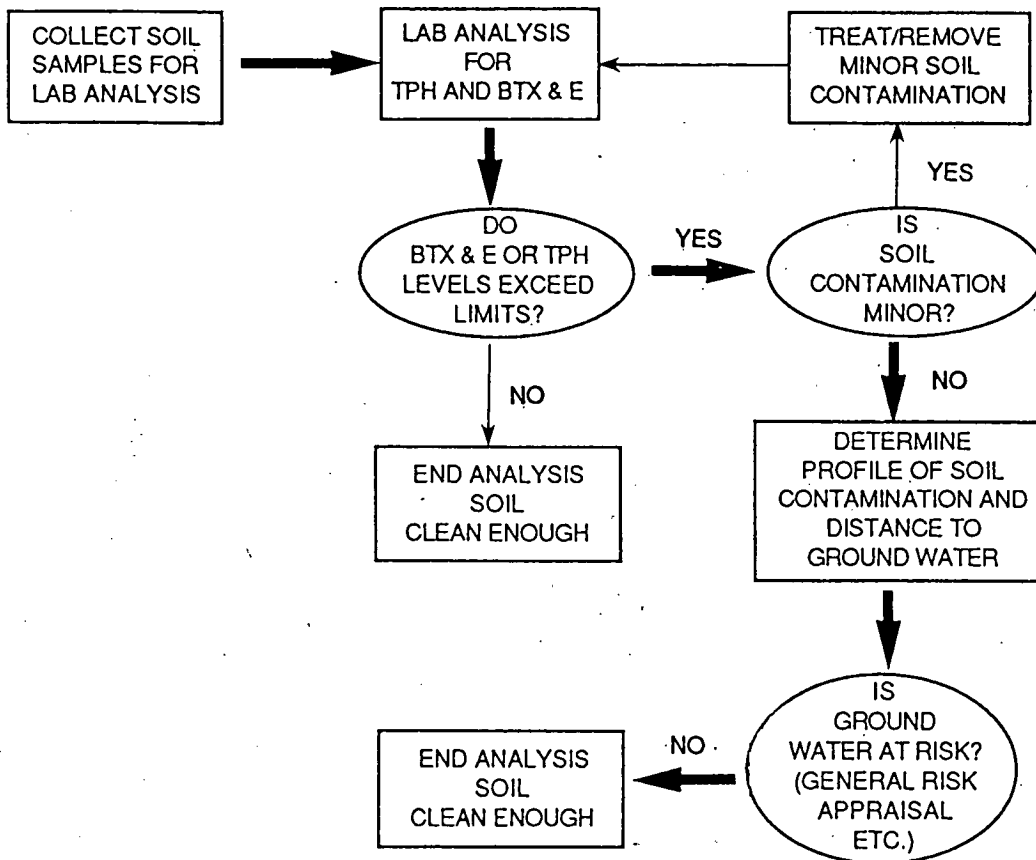 COLLECT SOIL
SAMPLES FOR
LAB ANALYSIS
LAB ANALYSIS
FOR
TPH AND BTX & E
TREAT/REMOVE
MINOR SOIL
CONTAMINATION
YES
DO
BTX & E OR TPH
LEVELS EXCEED
LIMITS?
YES
IS
SOIL
CONTAMINATION
MINOR?
NO
NO
END ANALYSIS
SOIL
CLEAN ENOUGH
DETERMINE
PROFILE OF SOIL
CONTAMINATION AND
DISTANCE TO
GROUND WATER
IS
GROUND
WATER AT RISK?
(GENERAL RISK
APPRAISAL
ETC.)
NO
END ANALYSIS
SOIL
CLEAN ENOUGH